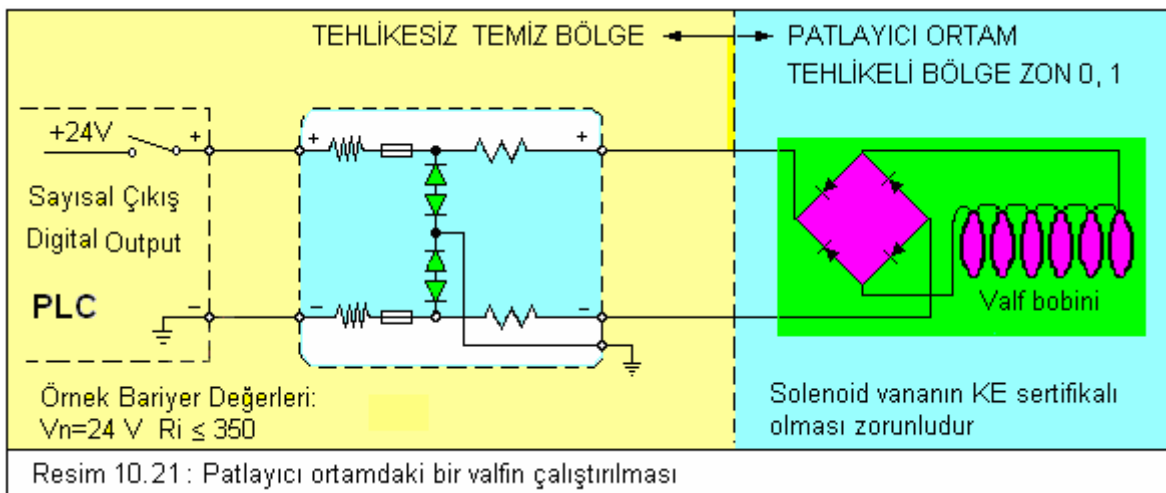 TEHLİKESİZ TEMİZ BÖLGE
PATLAYICI ORTAM
TEHLİKELİ BÖLGE ZON 0, 1
+24V
+
+
+
Sayısal Çıkış
Digital Output
PLC
−
−
−
Valf bobini
Örnek Bariyer Değerleri:
Vn=24 V Ri ≤ 350
Solenoid vananın KE sertifikalı
olması zorunludur
Resim 10.21 : Patlayıcı ortamdaki bir valfin çalıştırılması